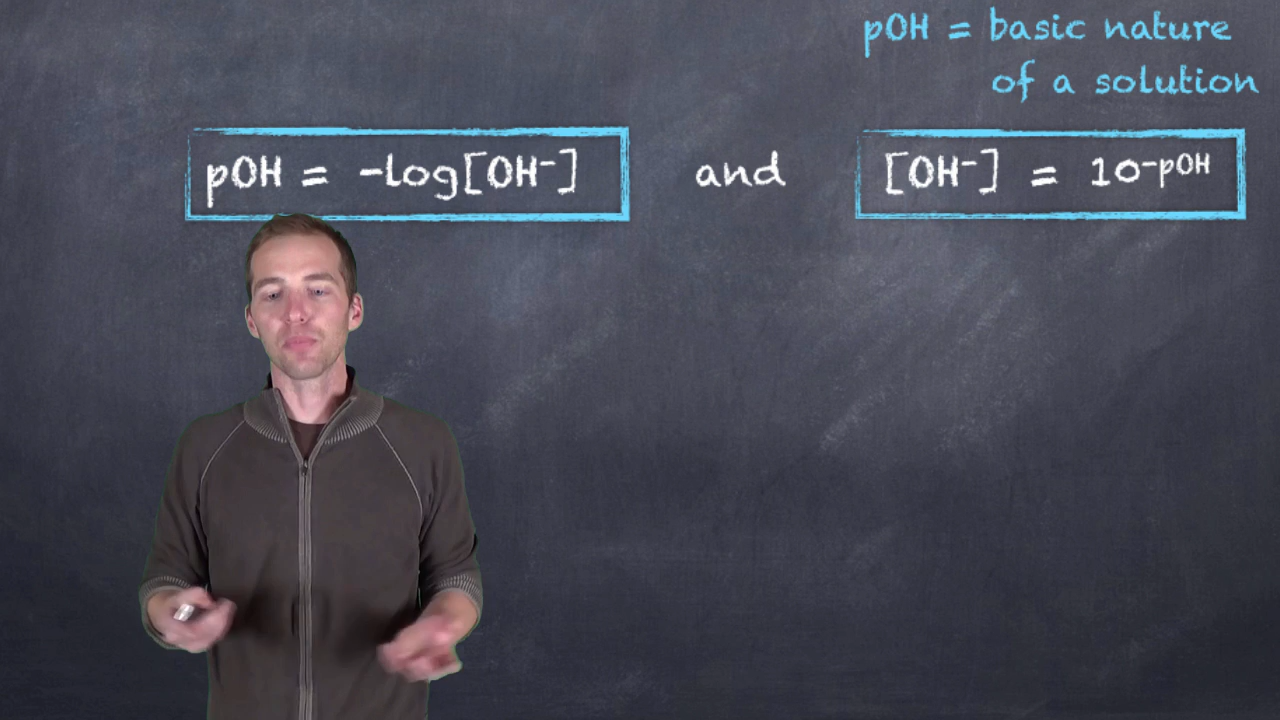 pOH = basic nature
of a solution
pOH = -log[OH⁻] and [OH⁻] = 10⁻ᵖᴼᴴ